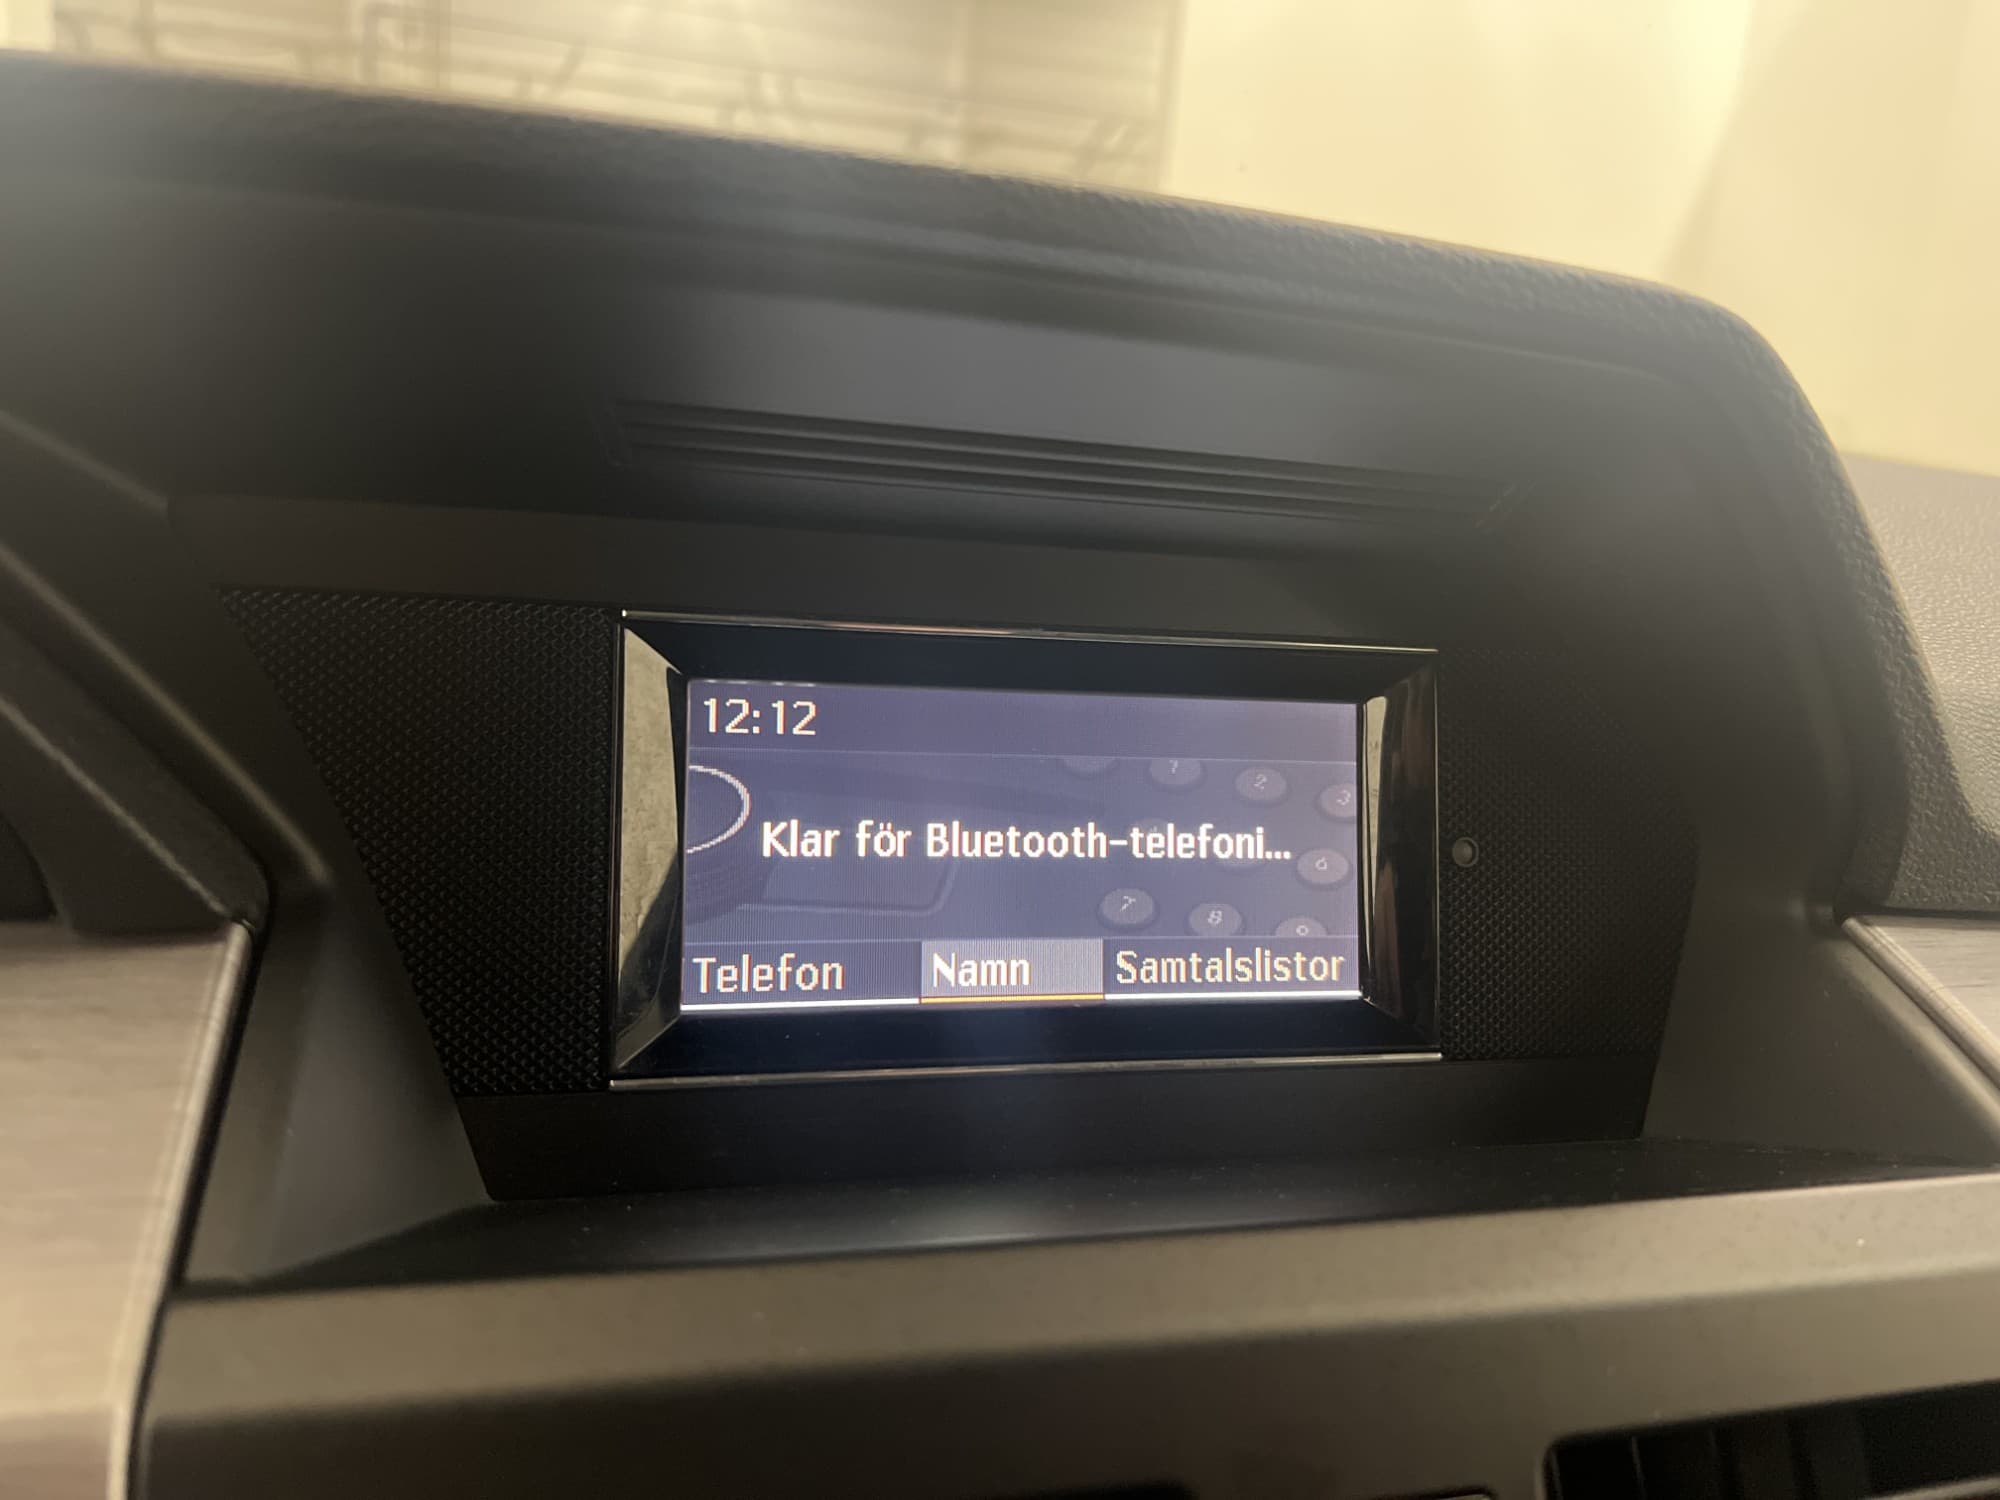 12:12
Klar för Bluetooth-telefoni...
Telefon Namn Samtalslistor